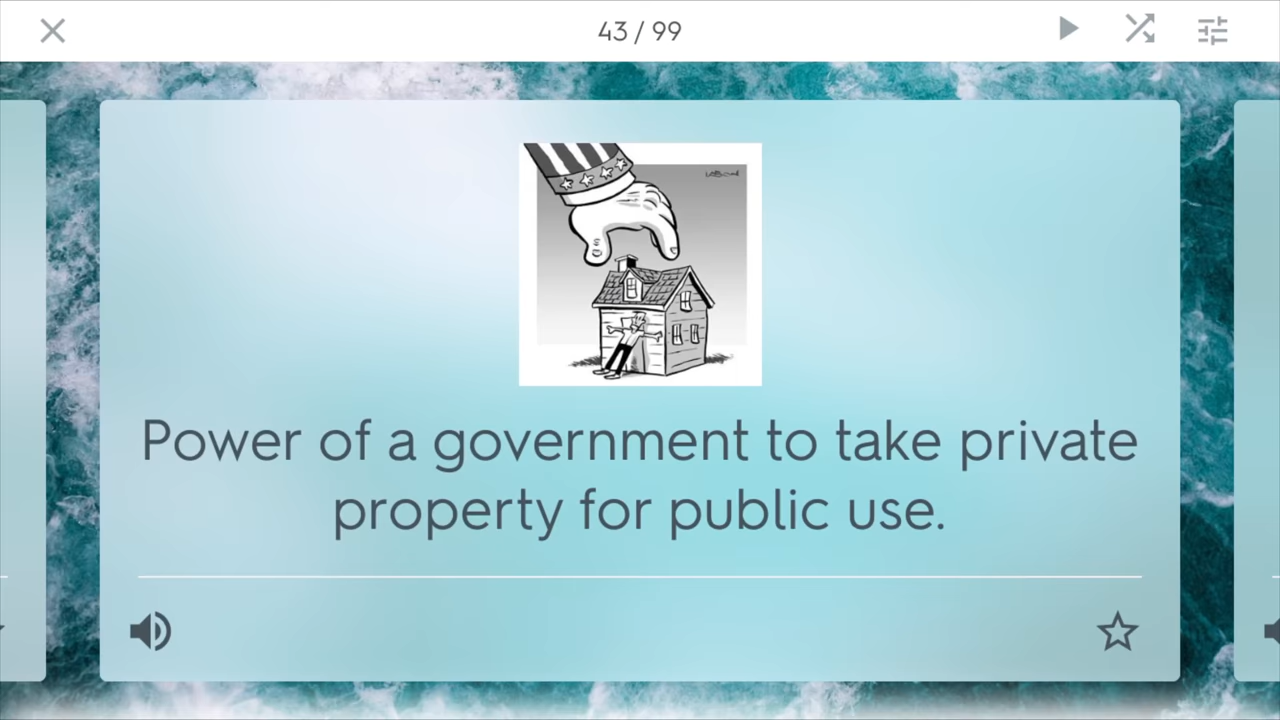 43 / 99
Power of a government to take private
property for public use.